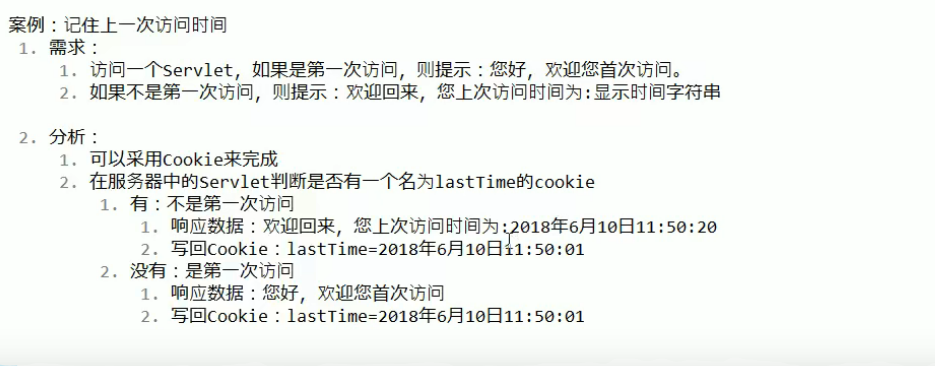 案例：记住上一次访问时间
1. 需求：
1. 访问一个Servlet，如果是第一次访问，则提示：您好，欢迎您首次访问。
2. 如果不是第一次访问，则提示：欢迎回来，您上次访问时间为:显示时间字符串
2. 分析：
1. 可以采用Cookie来完成
2. 在服务器中的Servlet判断是否有一个名为lastTime的cookie
1. 有：不是第一次访问
1. 响应数据：欢迎回来，您上次访问时间为:2018年6月10日11:50:20
2. 写回Cookie：lastTime=2018年6月10日11:50:01
2. 没有：是第一次访问
1. 响应数据：您好，欢迎您首次访问
2. 写回Cookie：lastTime=2018年6月10日11:50:01